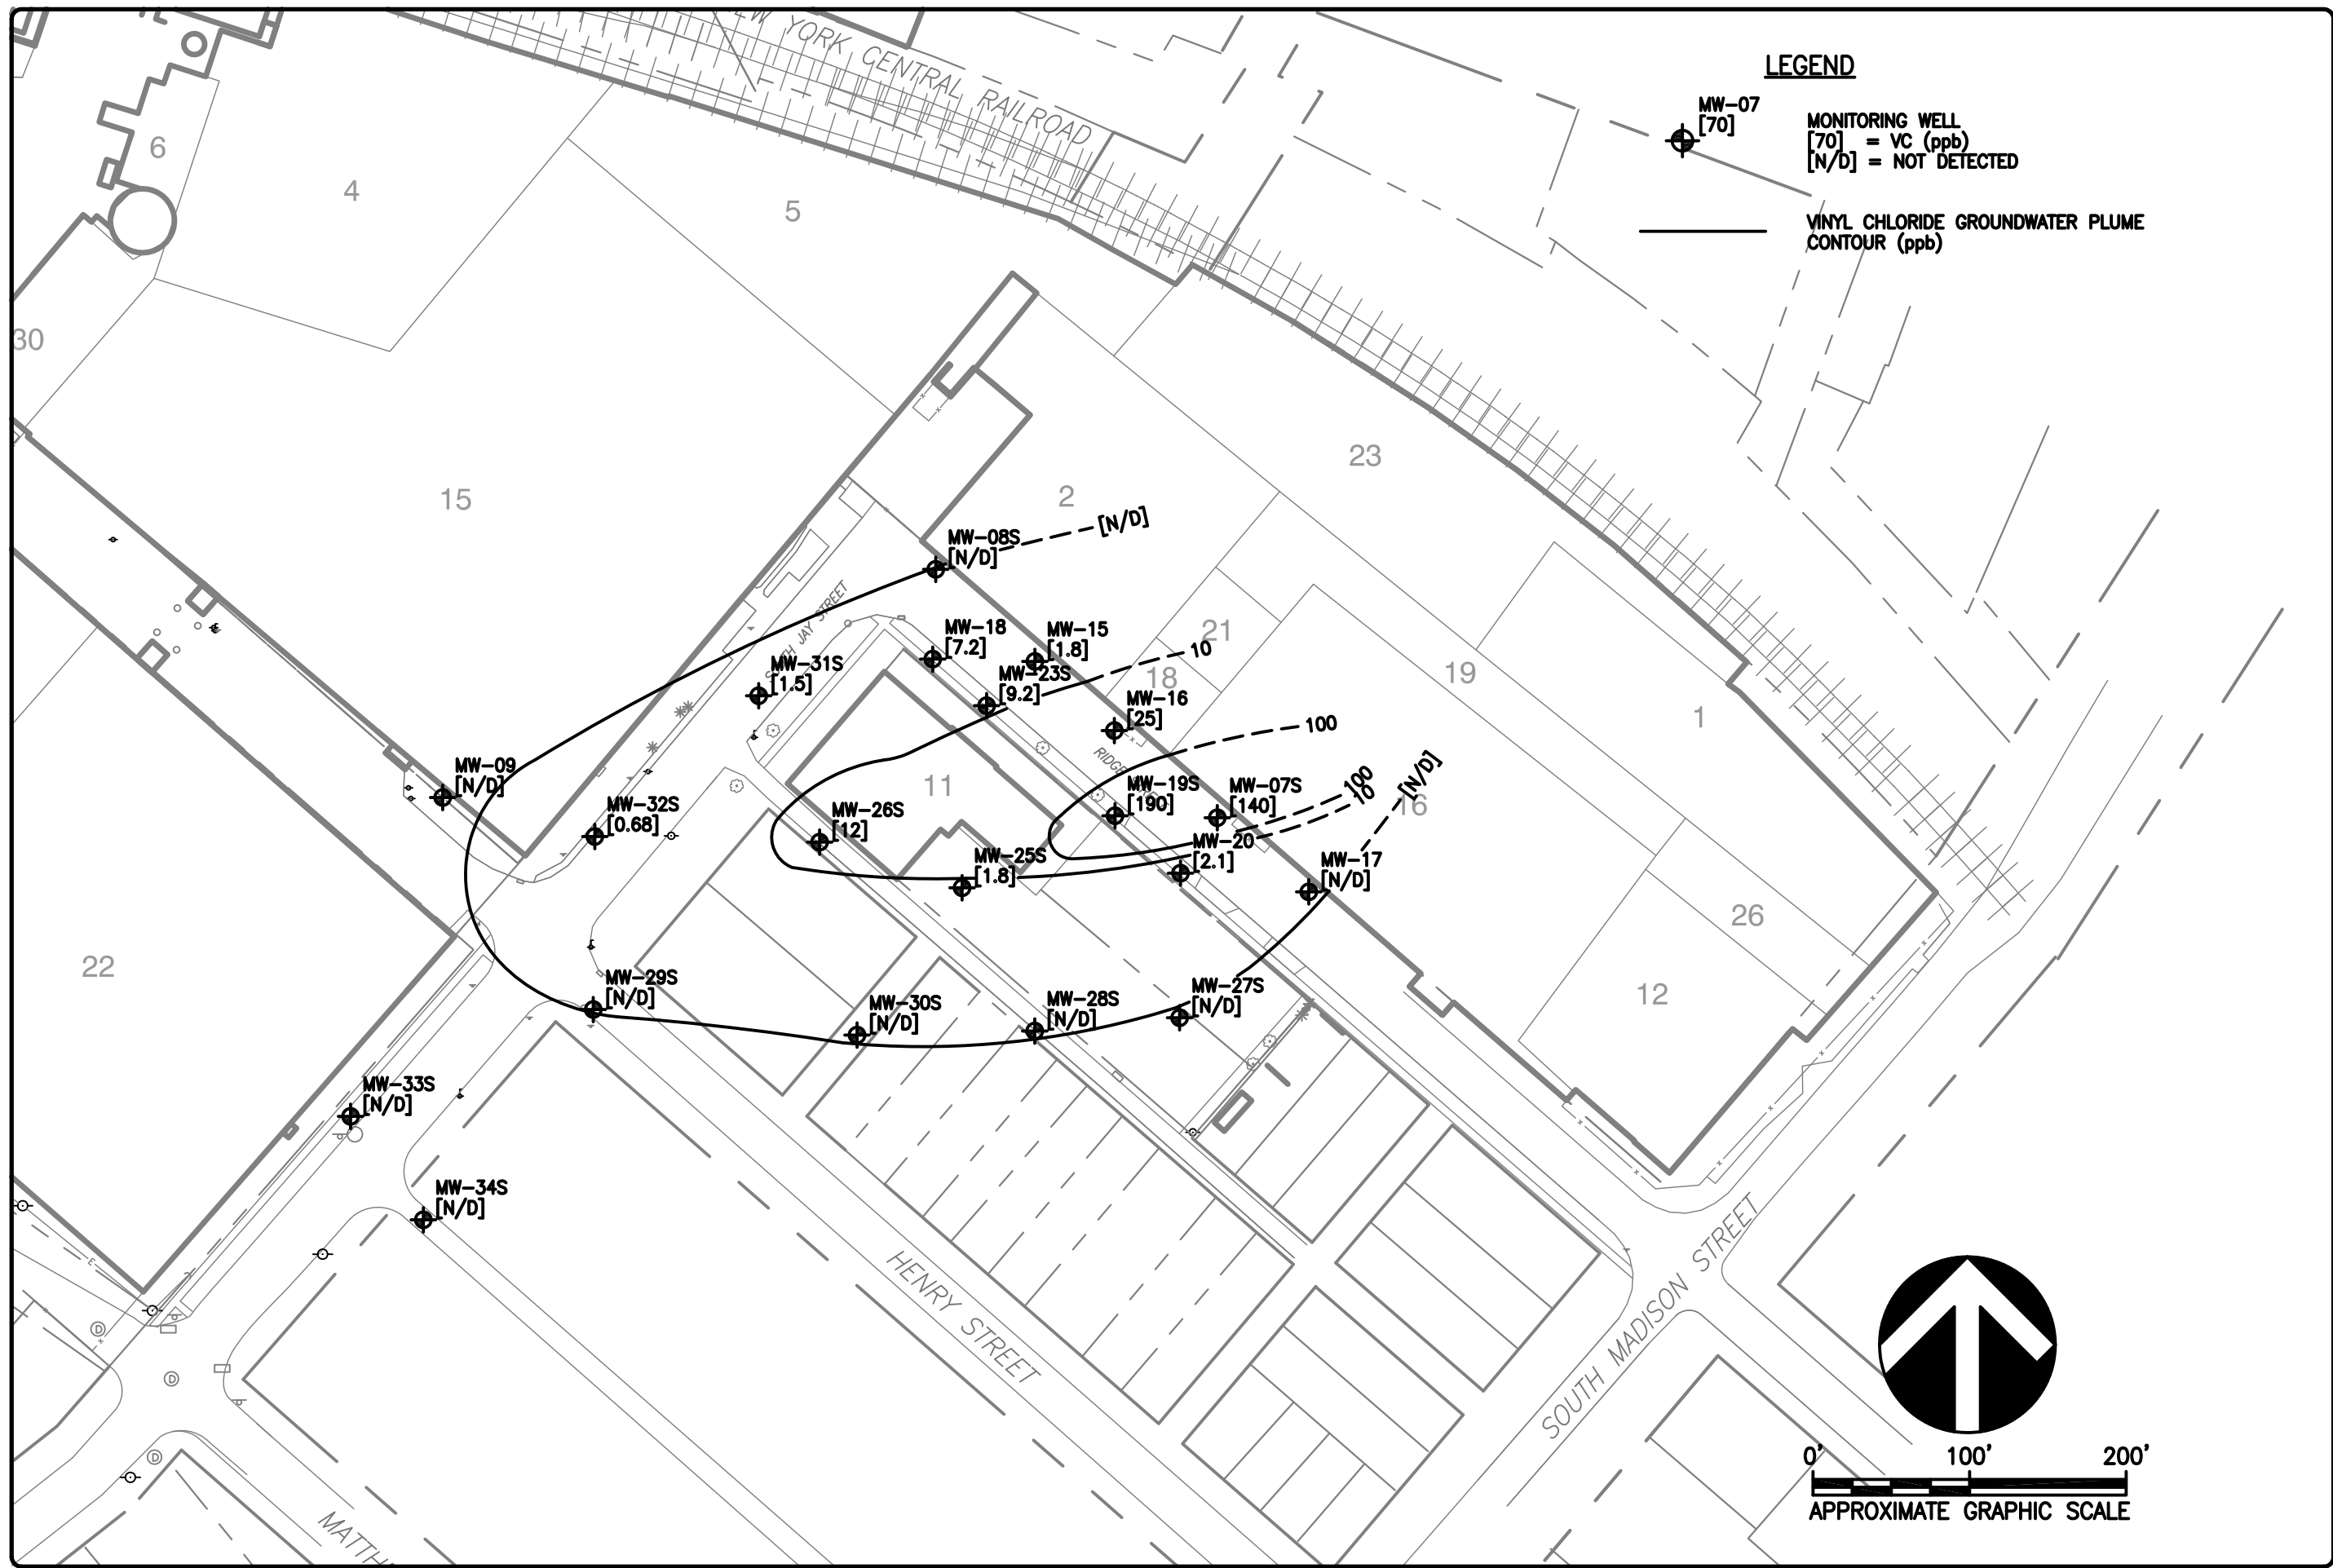 NEW YORK CENTRAL RAILROAD
LEGEND
MW-07
[70]
MONITORING WELL
[70] = VC (ppb)
[N/D] = NOT DETECTED
VINYL CHLORIDE GROUNDWATER PLUME
CONTOUR (ppb)
6
4
5
30
15
23
2
MW-08S
[N/D]
[N/D]
SOUTH JAY STREET
MW-18
[7.2]
MW-15
[1.8]
21
10
MW-31S
[1.5]
MW-23S
[9.2]
18
19
MW-16
[25]
100
1
MW-09
[N/D]
11
MW-19S
[190]
MW-07S
[140]
100
10
[N/D]
16
MW-32S
[0.68]
MW-26S
[12]
MW-25S
[1.8]
MW-20
[2.1]
MW-17
[N/D]
26
22
MW-29S
[N/D]
MW-30S
[N/D]
MW-28S
[N/D]
MW-27S
[N/D]
12
MW-33S
[N/D]
MW-34S
[N/D]
HENRY STREET
SOUTH MADISON STREET
D
D
D
0'
100'
200'
APPROXIMATE GRAPHIC SCALE